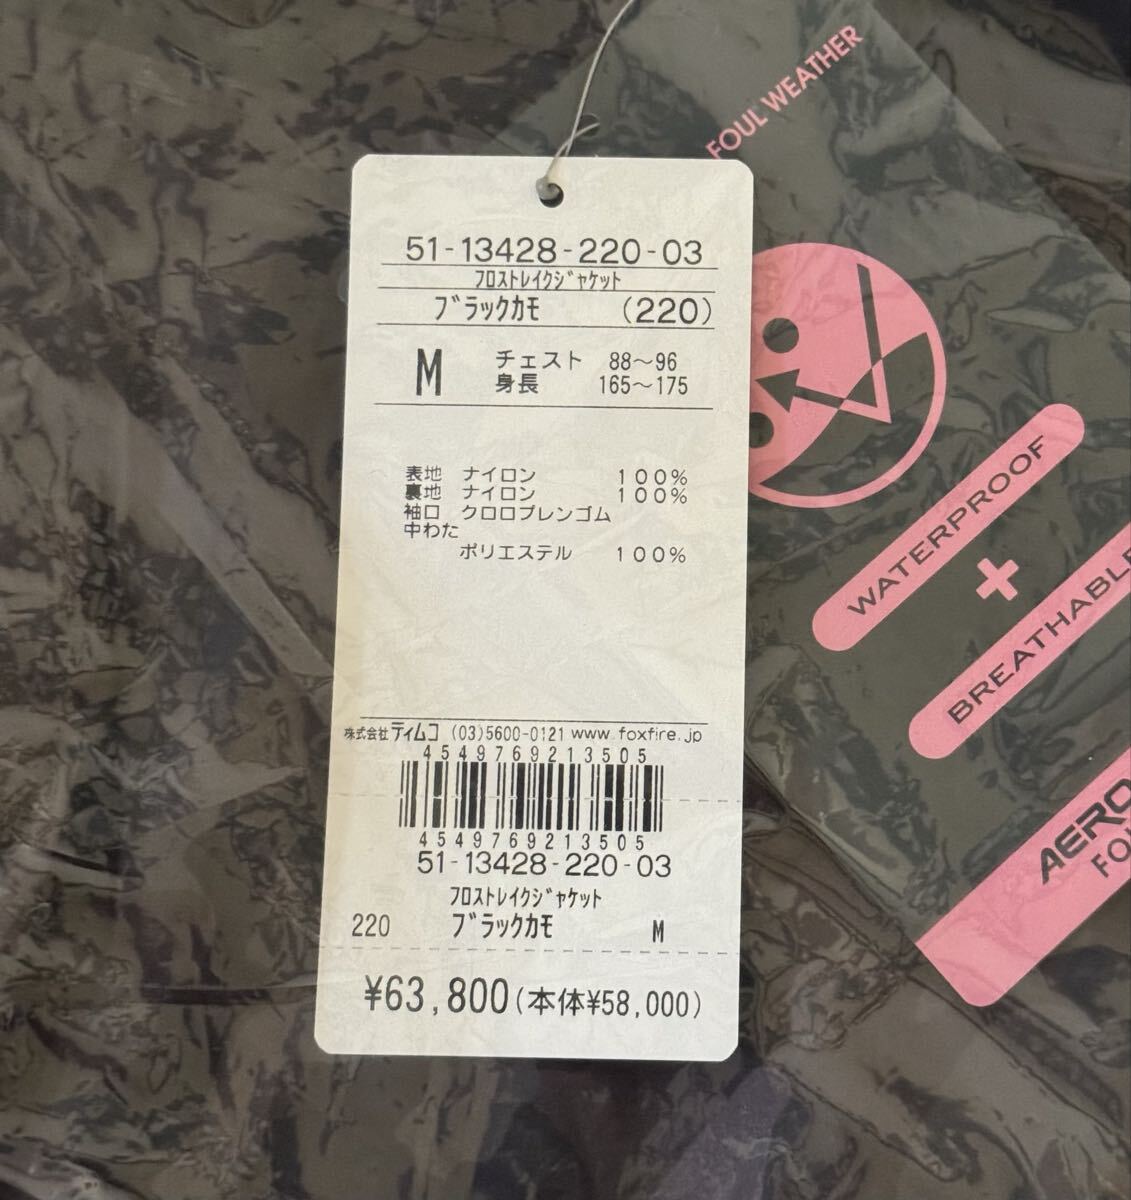 FOUL WEATHER
51-13428-220-03
フロストレイクジャケット
ブラックカモ (220)
M チェスト 88～96
身長 165～175
表地 ナイロン 100%
裏地 ナイロン 100%
袖口 クロロプレンゴム
中わた
ポリエステル 100%
株式会社ティムコ (03)5600-0121 www.foxfire.jp
4549769213505
4549769213505
51-13428-220-03
フロストレイクジャケット
220 ブラックカモ M
¥63,800(本体¥58,000)
WATERPROOF
+
BREATHABLE
AERO